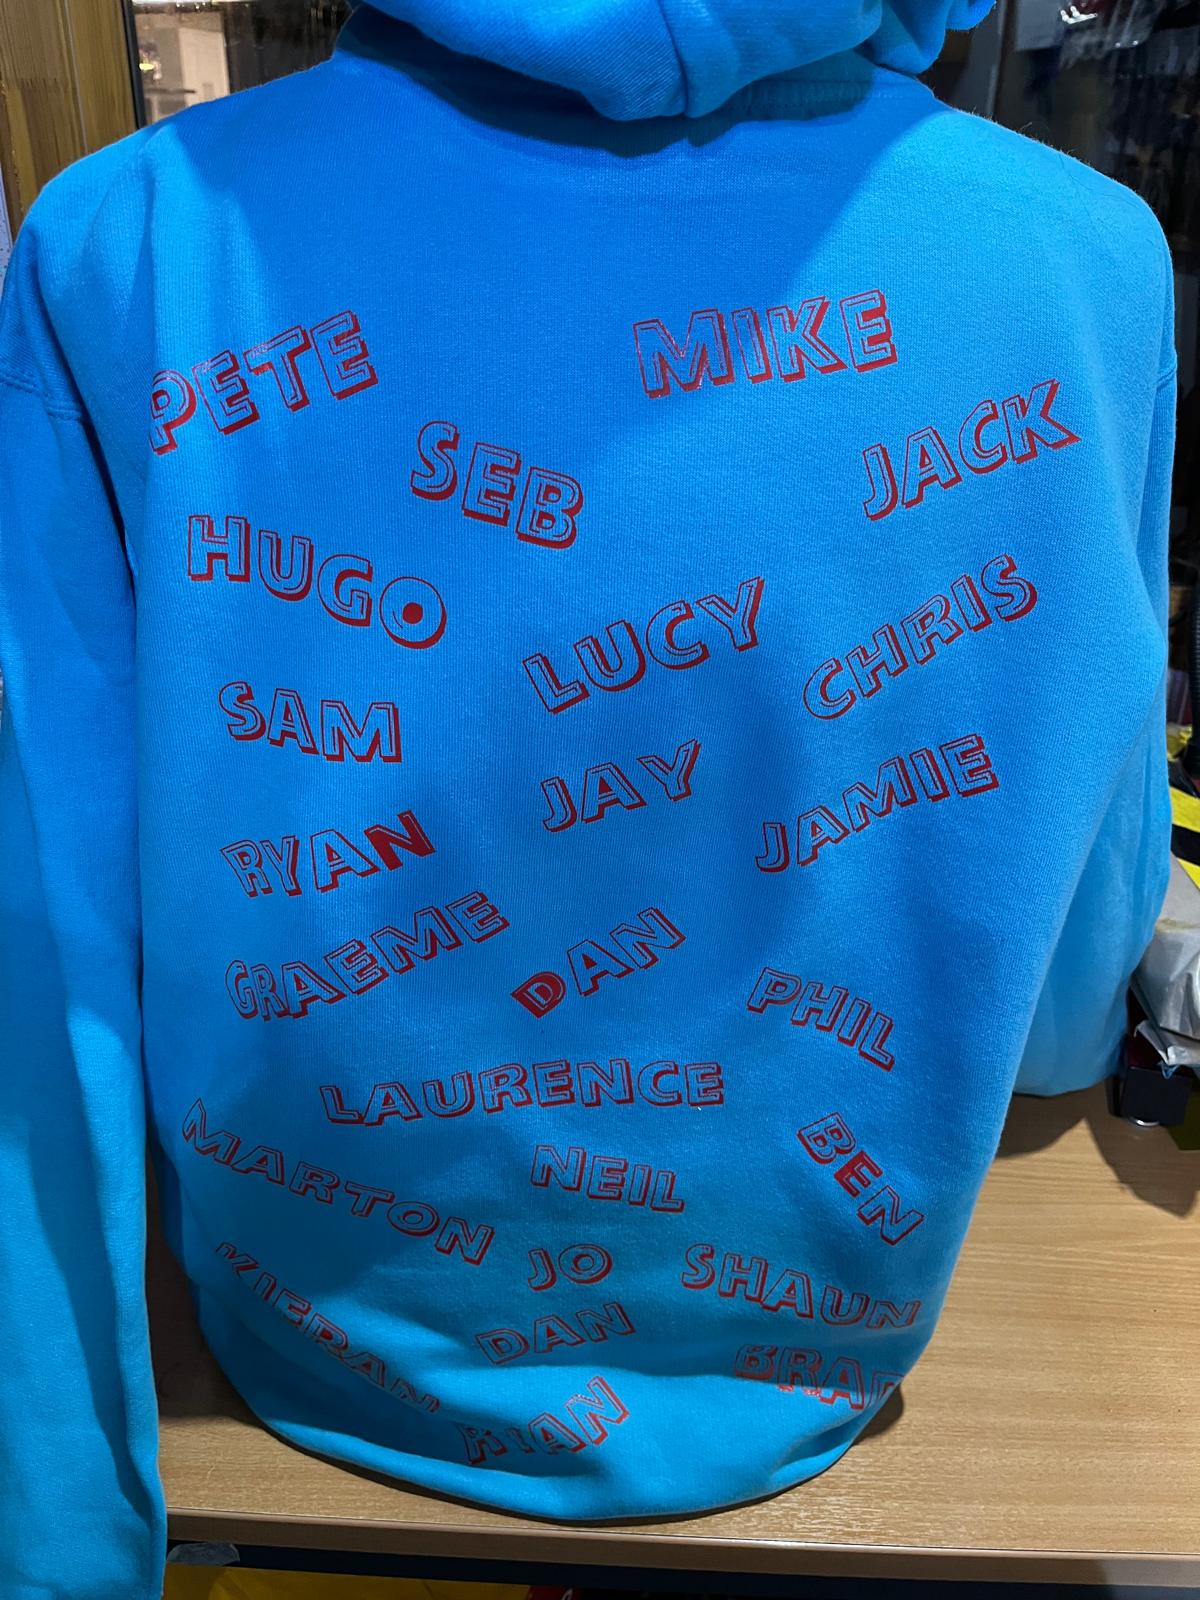 PETE
MIKE
SEB
JACK
HUGO
LUCY
CHRIS
SAM
JAY
JAMIE
RYAN
GRAEME
DAN
PHIL
LAURENCE
MARTON
NEIL
BEN
JO
SHAUN
KIERAN
DAN
BRAD
RYAN